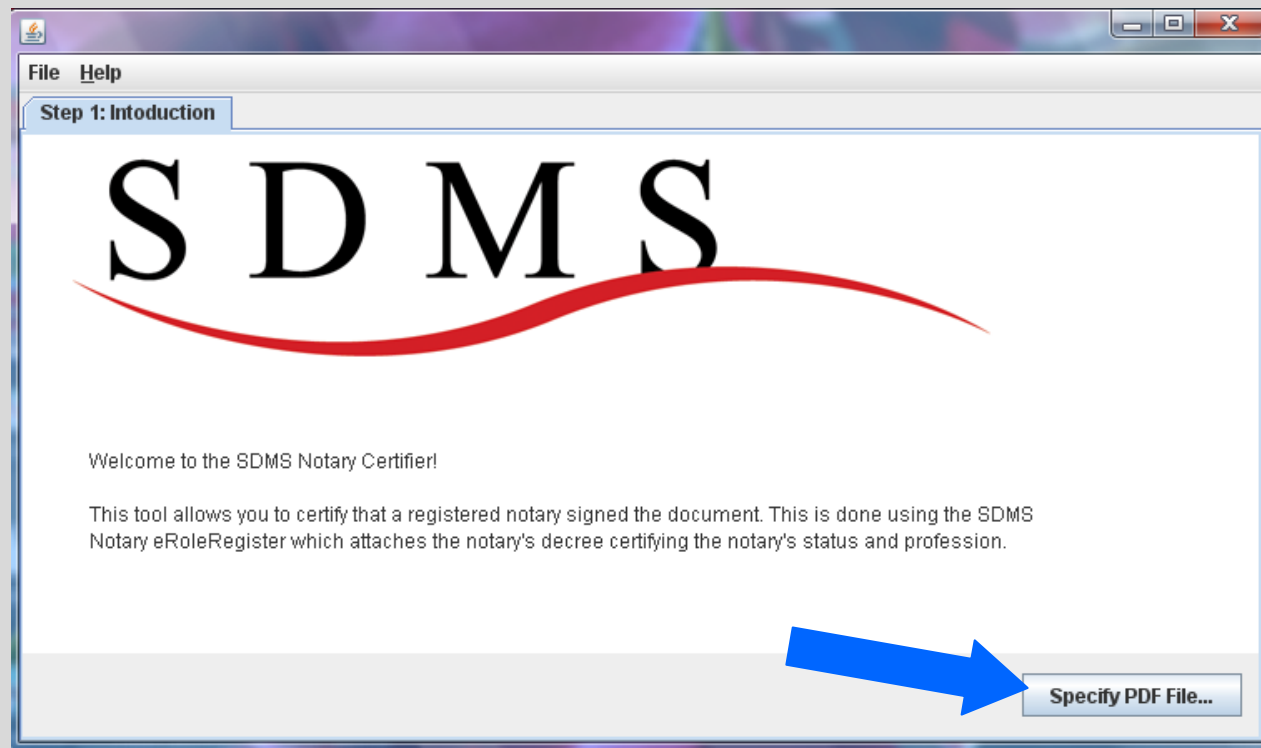 File Help
Step 1: Intoduction
S D M S
Welcome to the SDMS Notary Certifier!
This tool allows you to certify that a registered notary signed the document. This is done using the SDMS
Notary eRoleRegister which attaches the notary's decree certifying the notary's status and profession.
Specify PDF File...